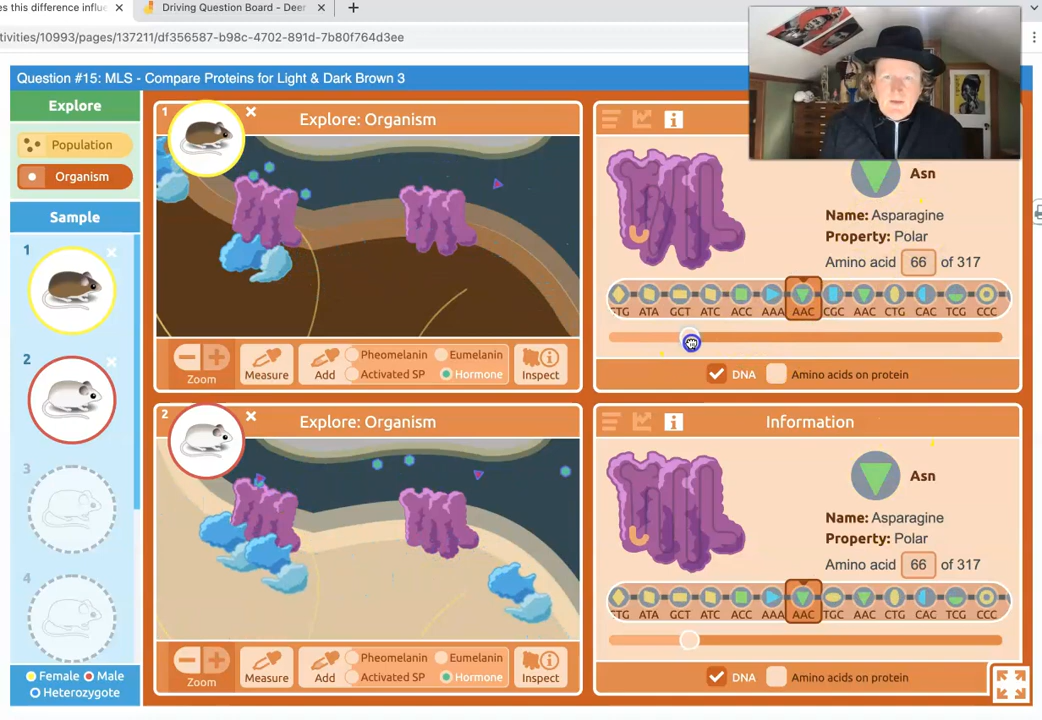 es this difference influe
Driving Question Board - Deer
tivities/10993/pages/137211/df356587-b98c-4702-891d-7b80f764d3ee
Question #15: MLS - Compare Proteins for Light & Dark Brown 3
Explore
Population
Organism
Sample
1
2
3
4
Female Male
Heterozygote
1
Explore: Organism
Zoom
Measure
Add
Pheomelanin Eumelanin
Activated SP Hormone
Inspect
Asn
Name: Asparagine
Property: Polar
Amino acid 66 of 317
CTG ATA GCT ATC ACC AAA AAC CGC AAC CTG CAC TCG CCC
DNA Amino acids on protein
2
Explore: Organism
Zoom
Measure
Add
Pheomelanin Eumelanin
Activated SP Hormone
Inspect
Information
Asn
Name: Asparagine
Property: Polar
Amino acid 66 of 317
CTG ATA GCT ATC ACC AAA AAC TGC AAC CTG CAC TCG CCC
DNA Amino acids on protein